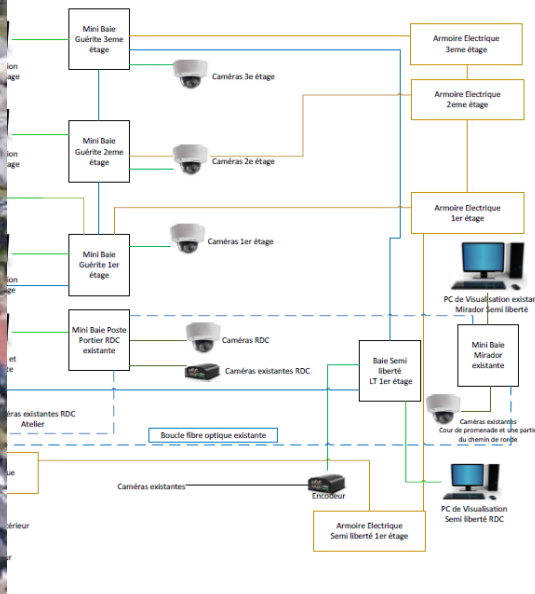 Mini Baie
Guérite 3eme
étage
Armoire Electrique
3eme étage
Caméras 3e étage
Armoire Electrique
2eme étage
Mini Baie
Guérite 2eme
étage
Caméras 2e étage
Armoire Electrique
1er étage
Mini Baie
Guérite 1er
étage
Caméras 1er étage
PC de Visualisation existan
Mirador Semi liberté
Mini Baie Poste
Portier RDC
existante
Caméras RDC
Caméras existantes RDC
Baie Semi
liberté
LT 1er étage
Mini Baie
Mirador
existante
éras existantes RDC
Atelier
Caméras existantes
Cour de promenade et une partie
du chemin de ronde
Boucle fibre optique existante
Caméras existantes
Encodeur
PC de Visualisation
Semi liberté RDC
Armoire Electrique
Semi liberté 1er étage
térieur